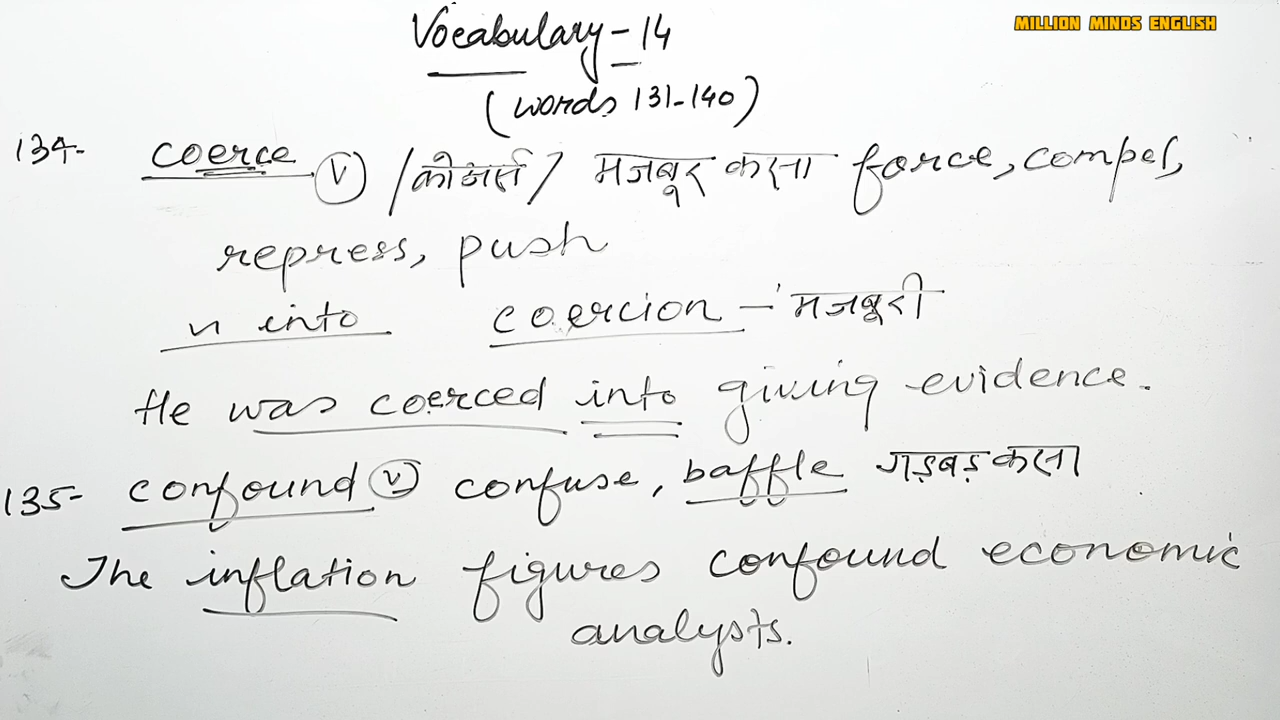 MILLION MINDS ENGLISH
Vocabulary-14
(words 131-140)
134- coerce (v) /कोअर्स/ मजबूर करना force, compel,
repress, push
n into coercion - मजबूरी
He was coerced into giving evidence.
135- confound (v) confuse, baffle गड़बड़ करना
The inflation figures confound economic
analysts.